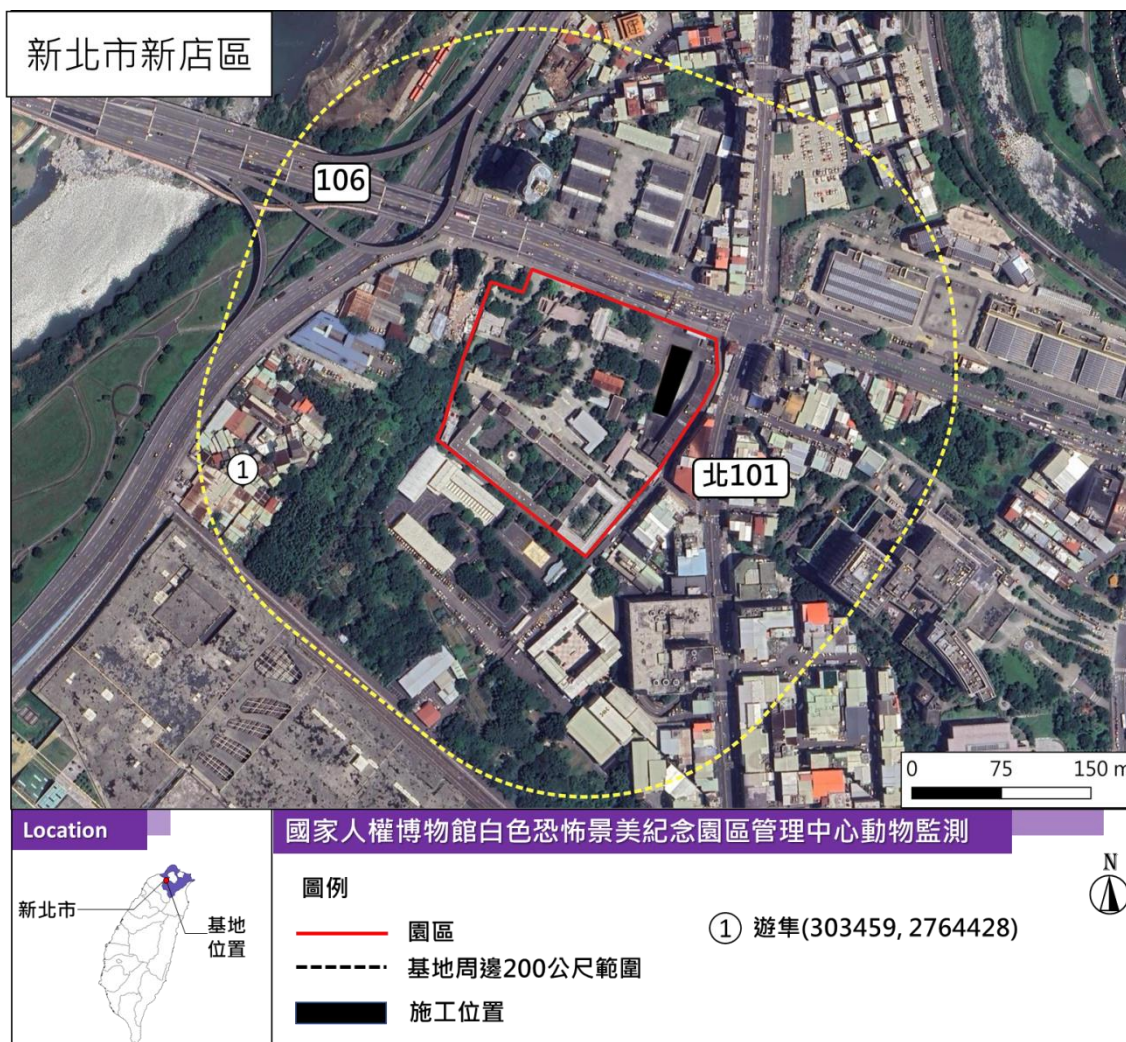 新北市新店區
106
①
北101
0 75 150 m
Location
新北市
基地
位置
國家人權博物館白色恐怖景美紀念園區管理中心動物監測
圖例
園區
基地周邊200公尺範圍
施工位置
① 遊隼(303459, 2764428)
N